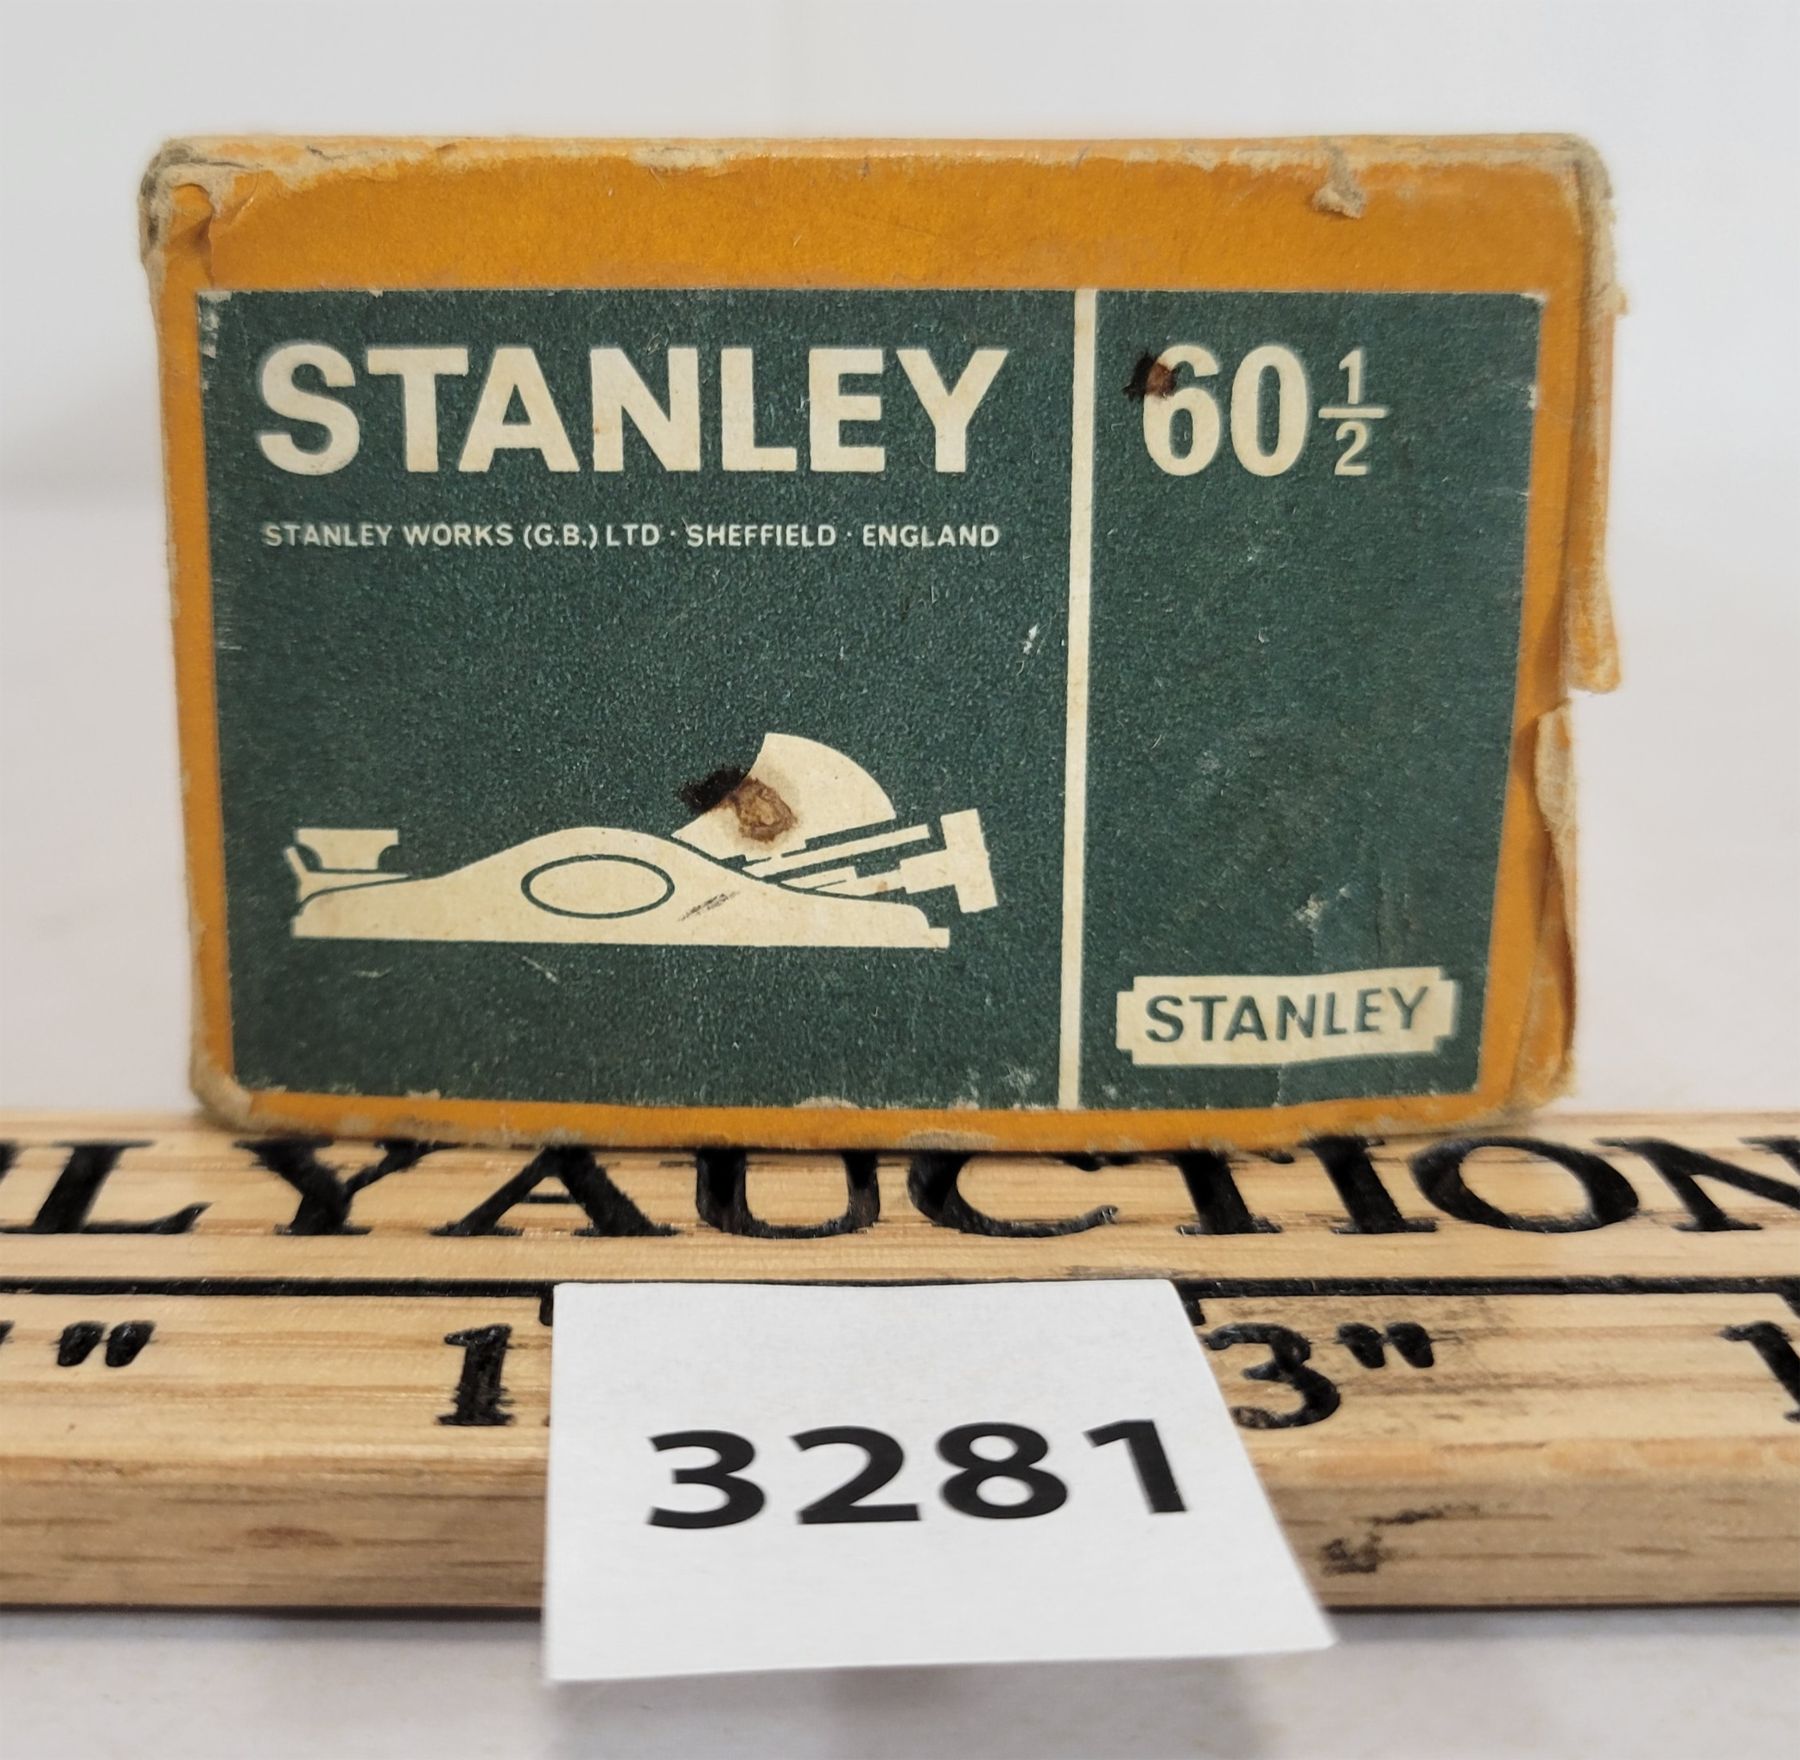 STANLEY
STANLEY WORKS (G.B.) LTD · SHEFFIELD · ENGLAND
60 1/2
STANLEY
LYAUCTION
3"
3281